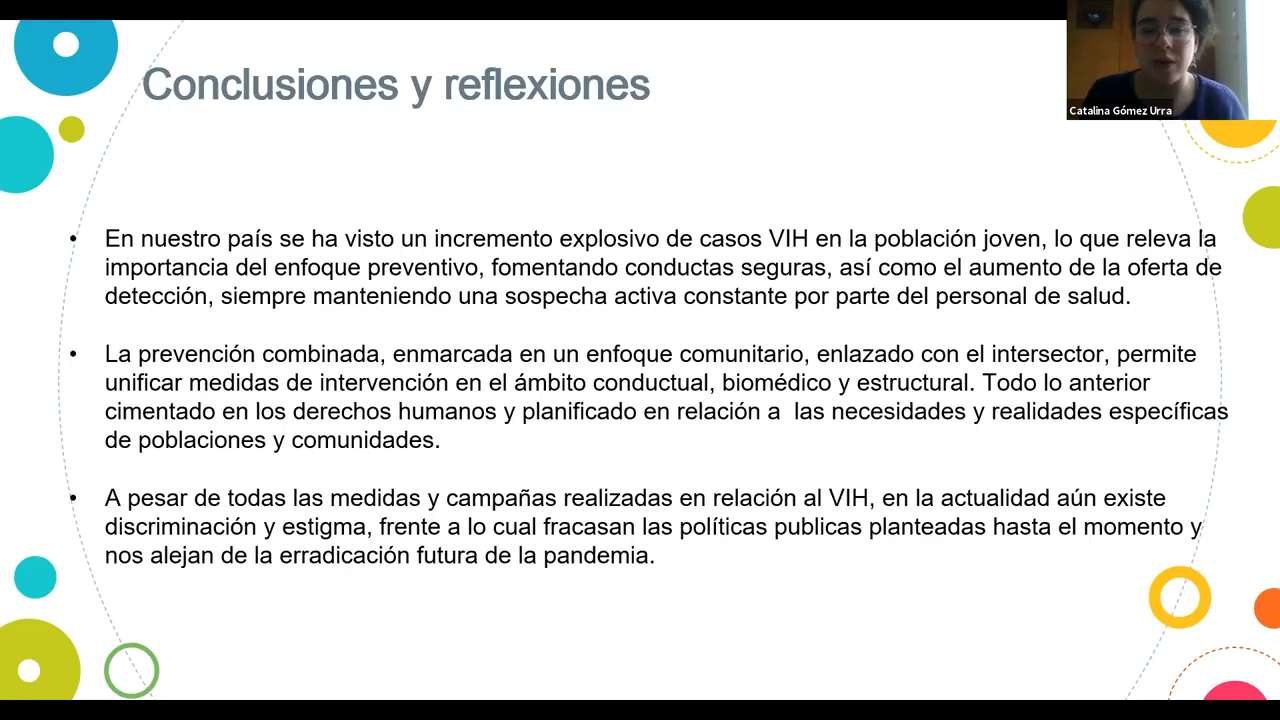 Conclusiones y reflexiones
Catalina Gómez Urra
• En nuestro país se ha visto un incremento explosivo de casos VIH en la población joven, lo que releva la
importancia del enfoque preventivo, fomentando conductas seguras, así como el aumento de la oferta de
detección, siempre manteniendo una sospecha activa constante por parte del personal de salud.
• La prevención combinada, enmarcada en un enfoque comunitario, enlazado con el intersector, permite
unificar medidas de intervención en el ámbito conductual, biomédico y estructural. Todo lo anterior
cimentado en los derechos humanos y planificado en relación a  las necesidades y realidades específicas
de poblaciones y comunidades.
• A pesar de todas las medidas y campañas realizadas en relación al VIH, en la actualidad aún existe
discriminación y estigma, frente a lo cual fracasan las políticas publicas planteadas hasta el momento y
nos alejan de la erradicación futura de la pandemia.